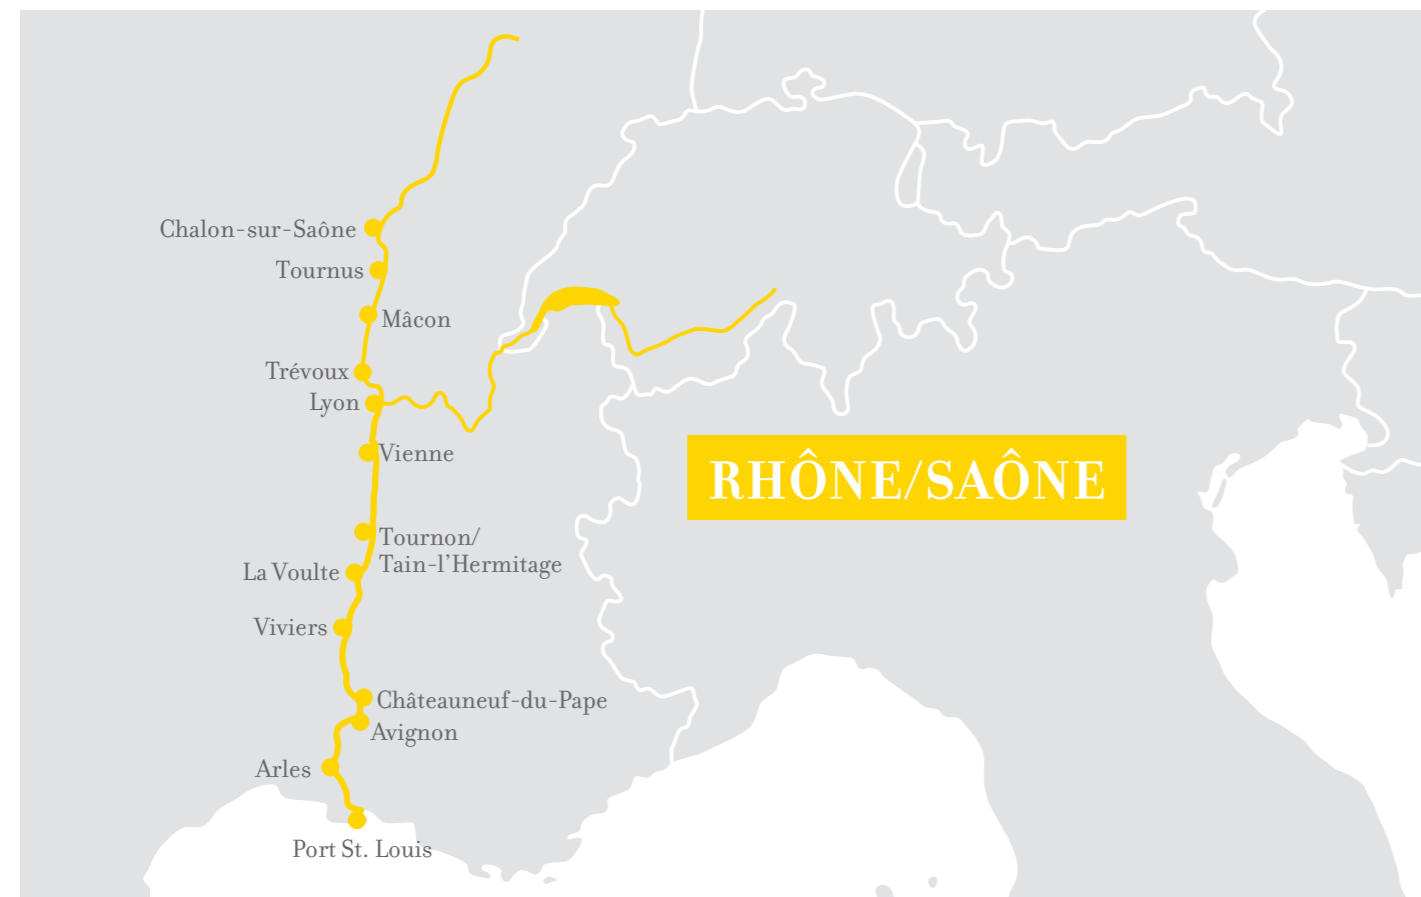 Chalon-sur-Saône
Tournus
Mâcon
Trévoux
Lyon
Vienne
RHÔNE/SAÔNE
Tournon/
Tain-l’Hermitage
La Voulte
Viviers
Châteauneuf-du-Pape
Avignon
Arles
Port St. Louis